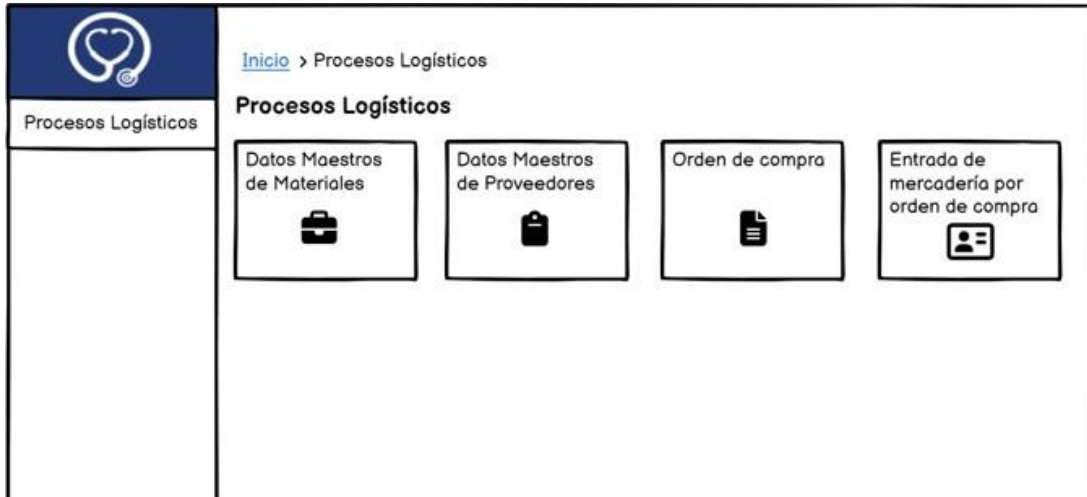 Inicio > Procesos Logísticos
Procesos Logísticos
Procesos Logísticos
Datos Maestros
de Materiales
Datos Maestros
de Proveedores
Orden de compra
Entrada de
mercadería por
orden de compra